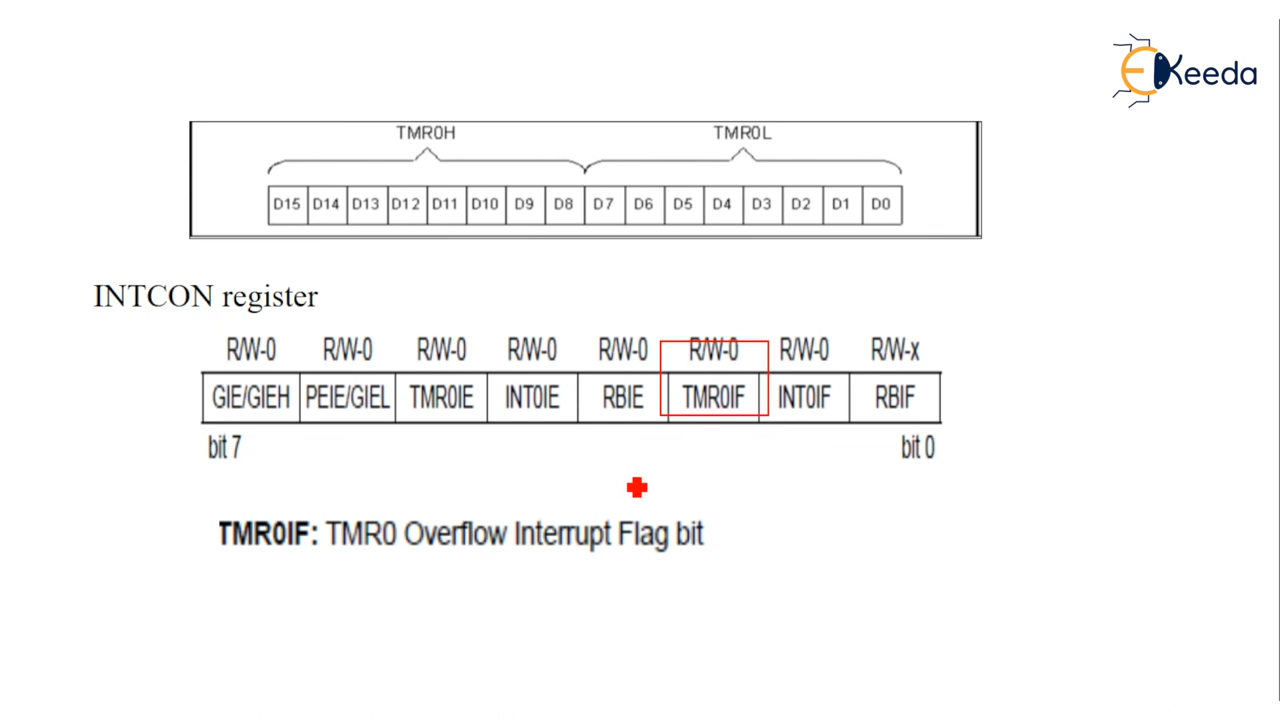 EKeeda
TMR0H TMR0L
D15 D14 D13 D12 D11 D10 D9 D8 D7 D6 D5 D4 D3 D2 D1 D0
INTCON register
R/W-0 R/W-0 R/W-0 R/W-0 R/W-0 R/W-0 R/W-0 R/W-x
GIE/GIEH PEIE/GIEL TMR0IE INT0IE RBIE TMR0IF INT0IF RBIF
bit 7 bit 0
TMR0IF: TMR0 Overflow Interrupt Flag bit